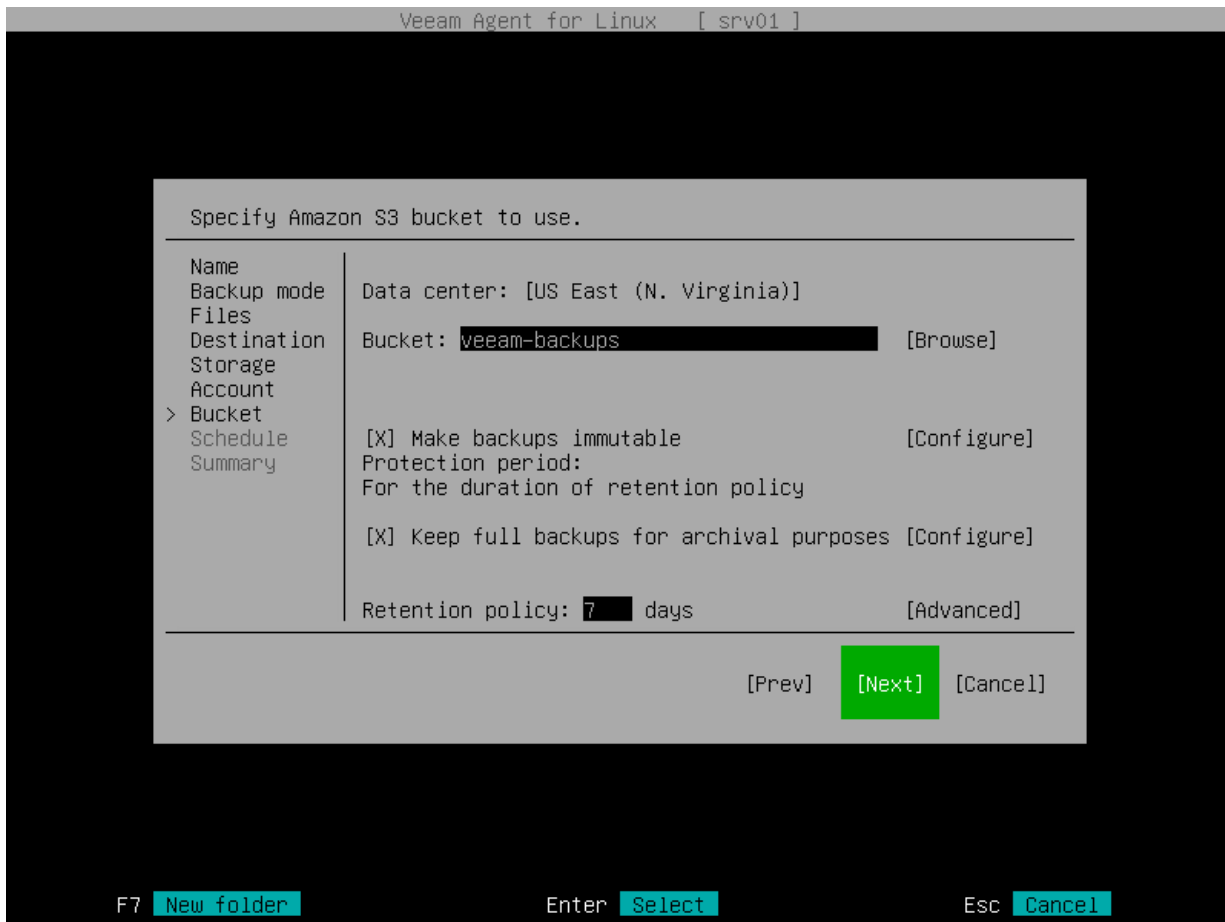 Veeam Agent for Linux [ srv01 ]
Specify Amazon S3 bucket to use.
Name
Backup mode
Files
Destination
Storage
Account
> Bucket
Schedule
Summary
Data center: [US East (N. Virginia)]
Bucket: veeam-backups [Browse]
[X] Make backups immutable [Configure]
Protection period:
For the duration of retention policy
[X] Keep full backups for archival purposes [Configure]
Retention policy: 7 days [Advanced]
[Prev] [Next] [Cancel]
F7 New folder Enter Select Esc Cancel